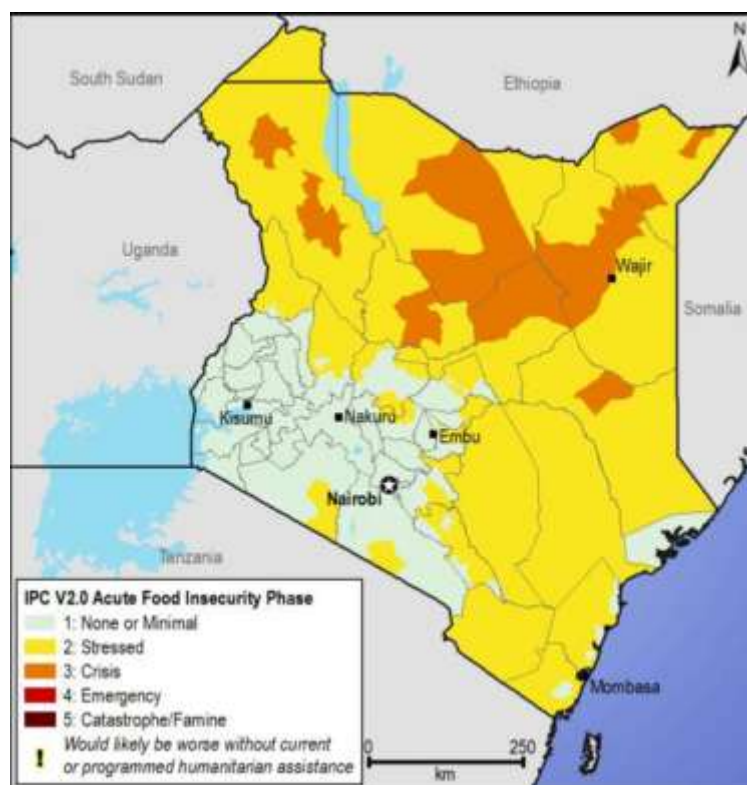 N
South Sudan
Ethiopia
Uganda
Wajir
Somalia
Kisumu
Nakuru
Embu
Nairobi
Tanzania
IPC V2.0 Acute Food Insecurity Phase
1: None or Minimal
2: Stressed
3: Crisis
4: Emergency
5: Catastrophe/Famine
! Would likely be worse without current
or programmed humanitarian assistance
Mombasa
0 250
km